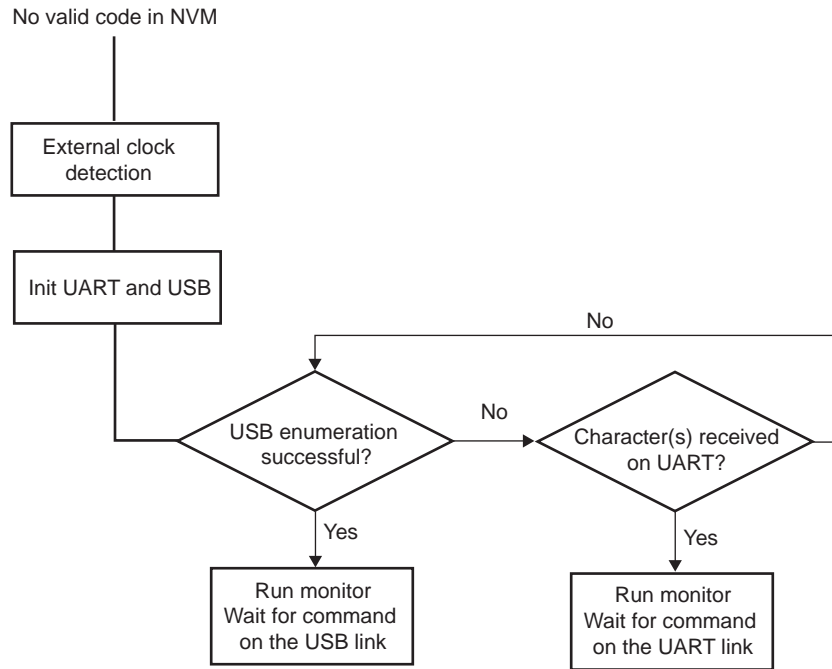 No valid code in NVM
External clock
detection
Init UART and USB
No
USB enumeration
successful?
No
Character(s) received
on UART?
Yes
Yes
Run monitor
Wait for command
on the USB link
Run monitor
Wait for command
on the UART link